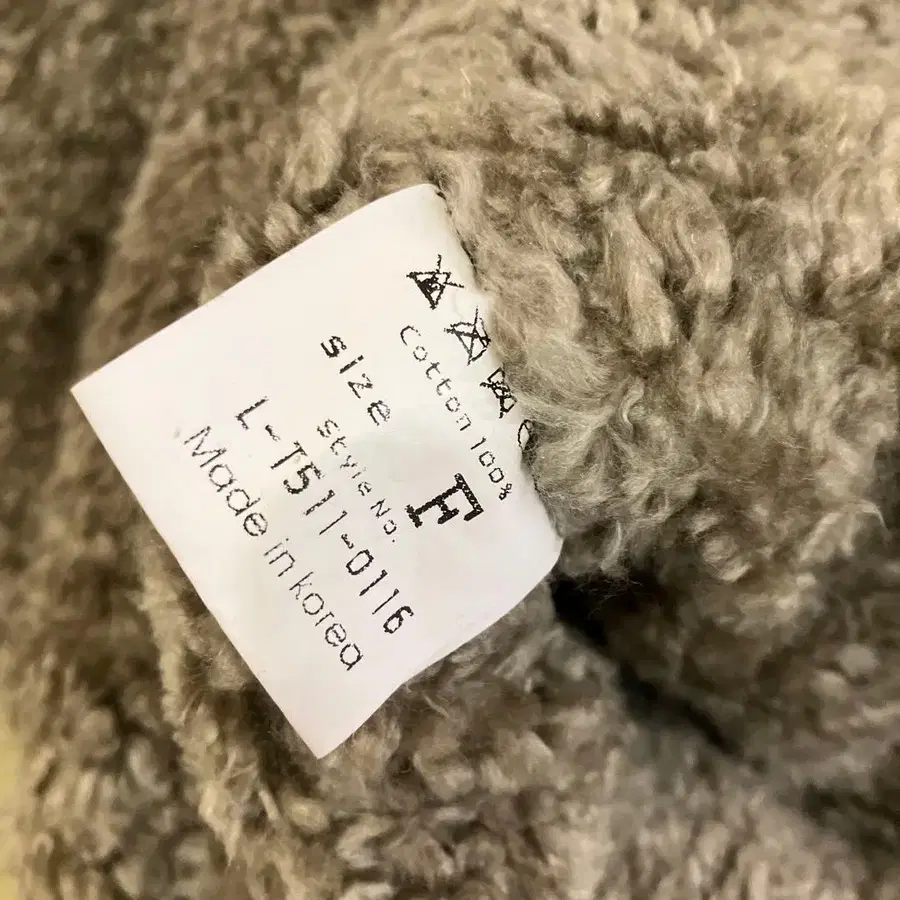 Cotton 100%
size F
Style No.
L-T511-0116
Made in korea